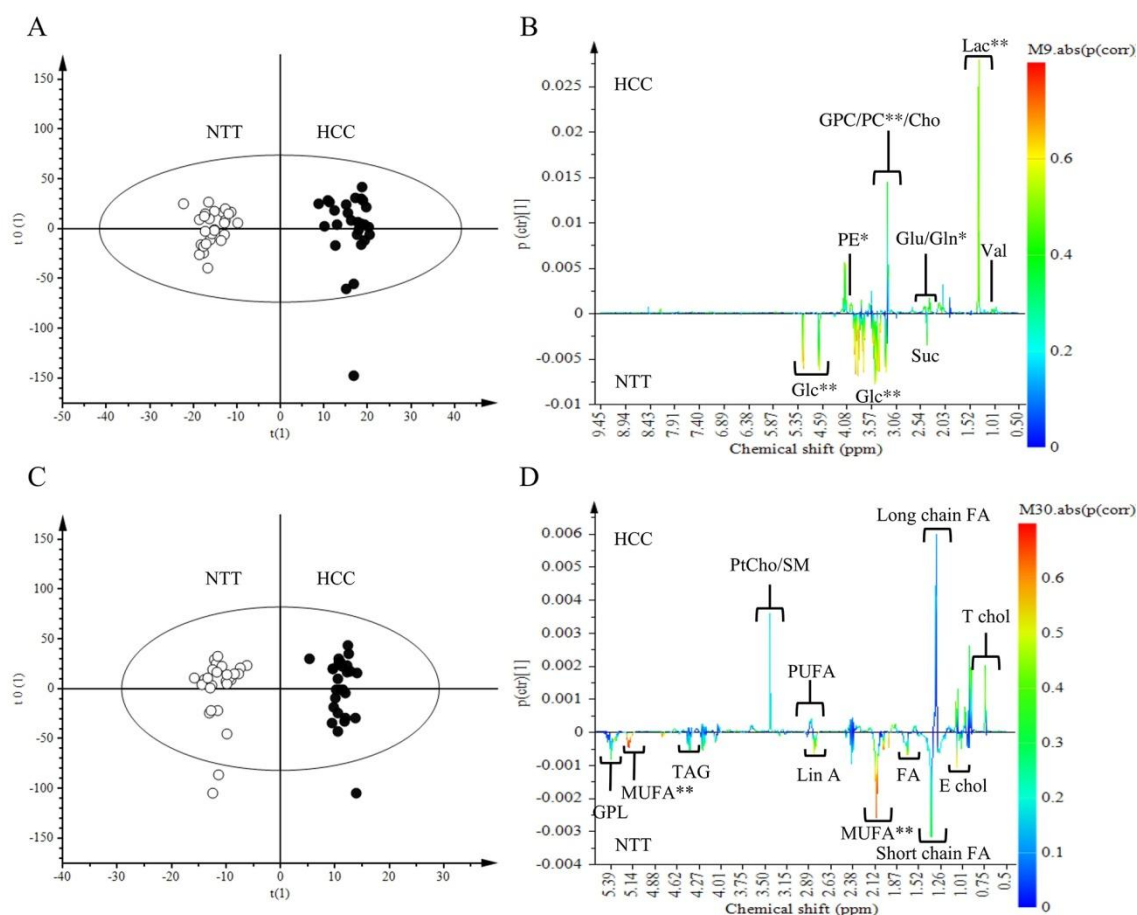 A
150
100
50
0
-50
-100
-150
-50
-40
-30
-20
-10
0
10
20
30
40
t 0 (1)
t(1)
NTT
HCC
B
0.025
0.02
0.015
0.01
0.005
0
-0.005
-0.01
p (ctr)[1]
HCC
NTT
Lac**
GPC/PC**/Cho
PE*
Glu/Gln*
Val
Glc**
Glc**
Suc
9.45
8.94
8.43
7.91
7.40
6.89
6.38
5.87
5.35
4.59
4.08
3.57
3.06
2.54
2.03
1.52
1.01
0.50
Chemical shift (ppm)
M9.abs(p(corr)
0.6
0.4
0.2
0
C
150
100
50
0
-50
-100
-150
-40
-30
-20
-10
0
10
20
30
40
t 0 (1)
t(1)
NTT
HCC
D
0.006
0.005
0.004
0.003
0.002
0.001
0
-0.001
-0.002
-0.003
-0.004
p(ctr)[1]
HCC
NTT
Long chain FA
PtCho/SM
T chol
PUFA
GPL
MUFA**
TAG
Lin A
MUFA**
FA
E chol
Short chain FA
5.39
5.14
4.88
4.62
4.27
4.01
3.75
3.50
3.14
2.89
2.63
2.38
2.12
1.87
1.52
1.26
1.01
0.75
0.5
Chemical shift (ppm)
M30.abs(p(corr)
0.6
0.5
0.4
0.3
0.2
0.1
0